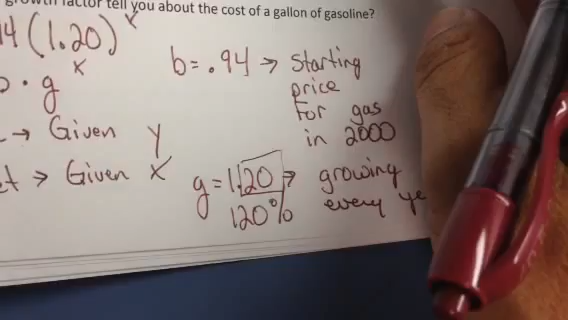 growth factor tell you about the cost of a gallon of gasoline?
(1.20)
x
b = .94 → starting
price
for gas
in 2000
· g
x
→ Given y
→ Given x
g = 1.20 → growing
120% every ye